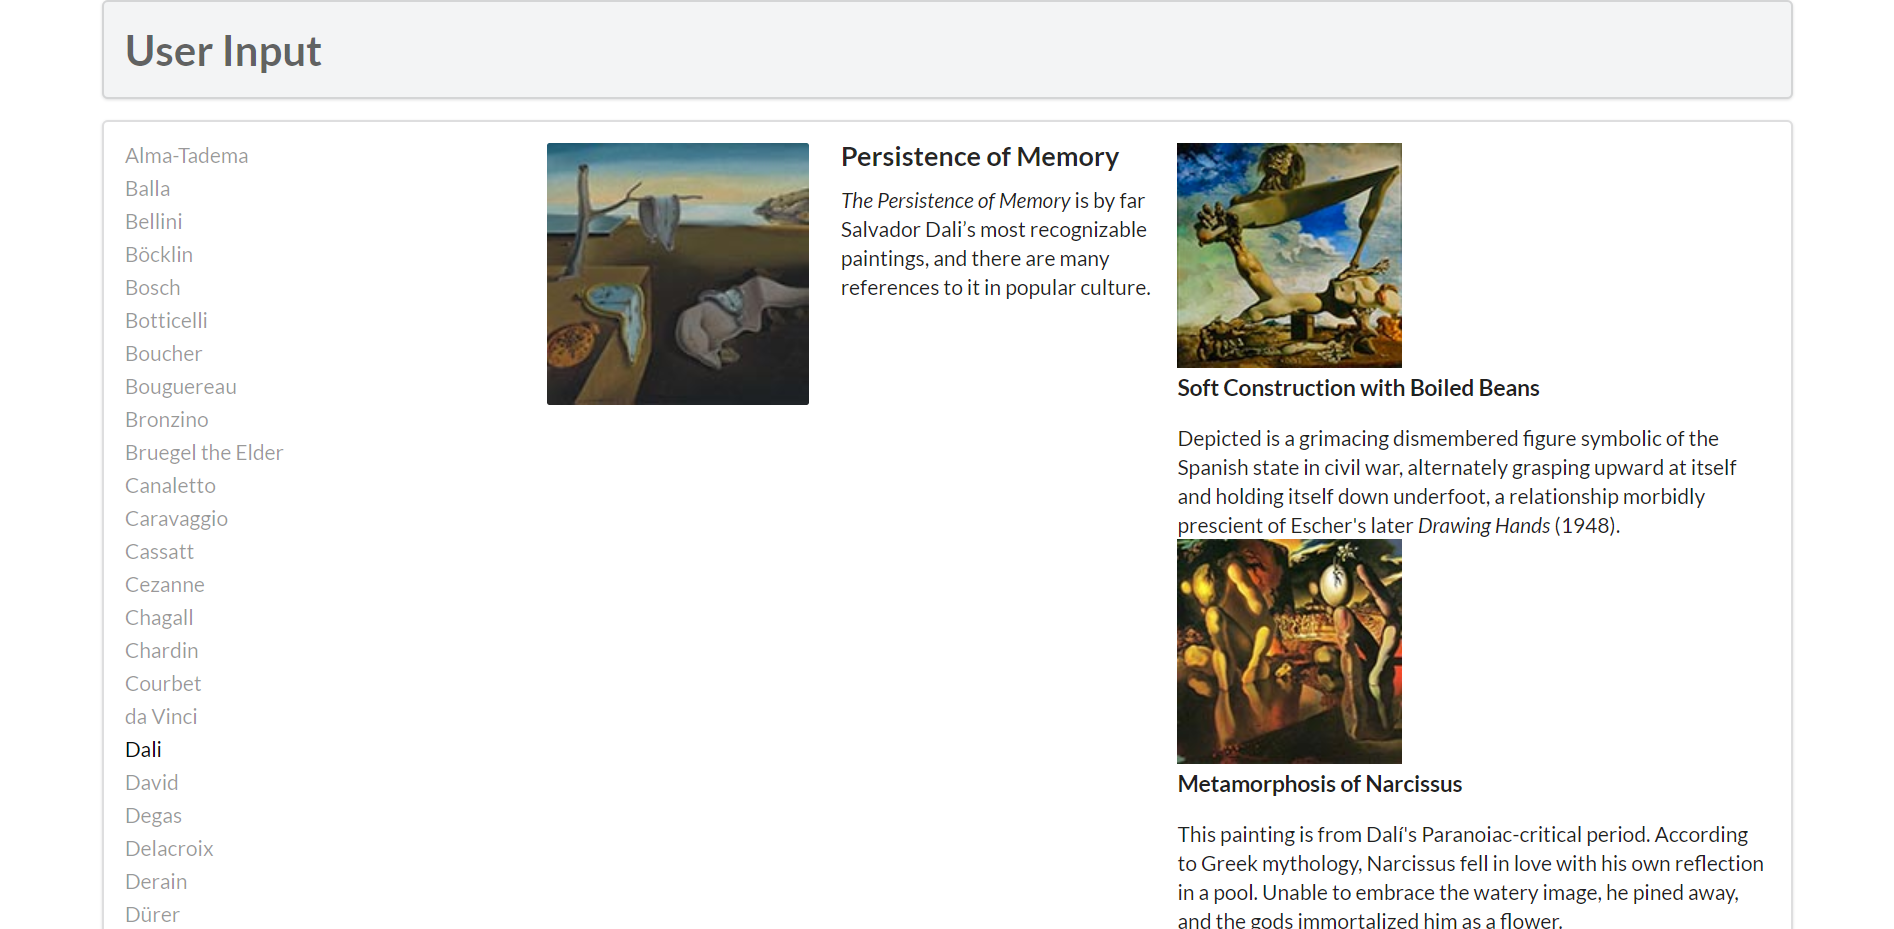 User Input
Alma-Tadema
Balla
Bellini
Böcklin
Bosch
Botticelli
Boucher
Bouguereau
Bronzino
Bruegel the Elder
Canaletto
Caravaggio
Cassatt
Cezanne
Chagall
Chardin
Courbet
da Vinci
Dali
David
Degas
Delacroix
Derain
Dürer
Persistence of Memory
The Persistence of Memory is by far
Salvador Dali’s most recognizable
paintings, and there are many
references to it in popular culture.
Soft Construction with Boiled Beans
Depicted is a grimacing dismembered figure symbolic of the
Spanish state in civil war, alternately grasping upward at itself
and holding itself down underfoot, a relationship morbidly
prescient of Escher's later Drawing Hands (1948).
Metamorphosis of Narcissus
This painting is from Dalí's Paranoiac-critical period. According
to Greek mythology, Narcissus fell in love with his own reflection
in a pool. Unable to embrace the watery image, he pined away,
and the gods immortalized him as a flower.